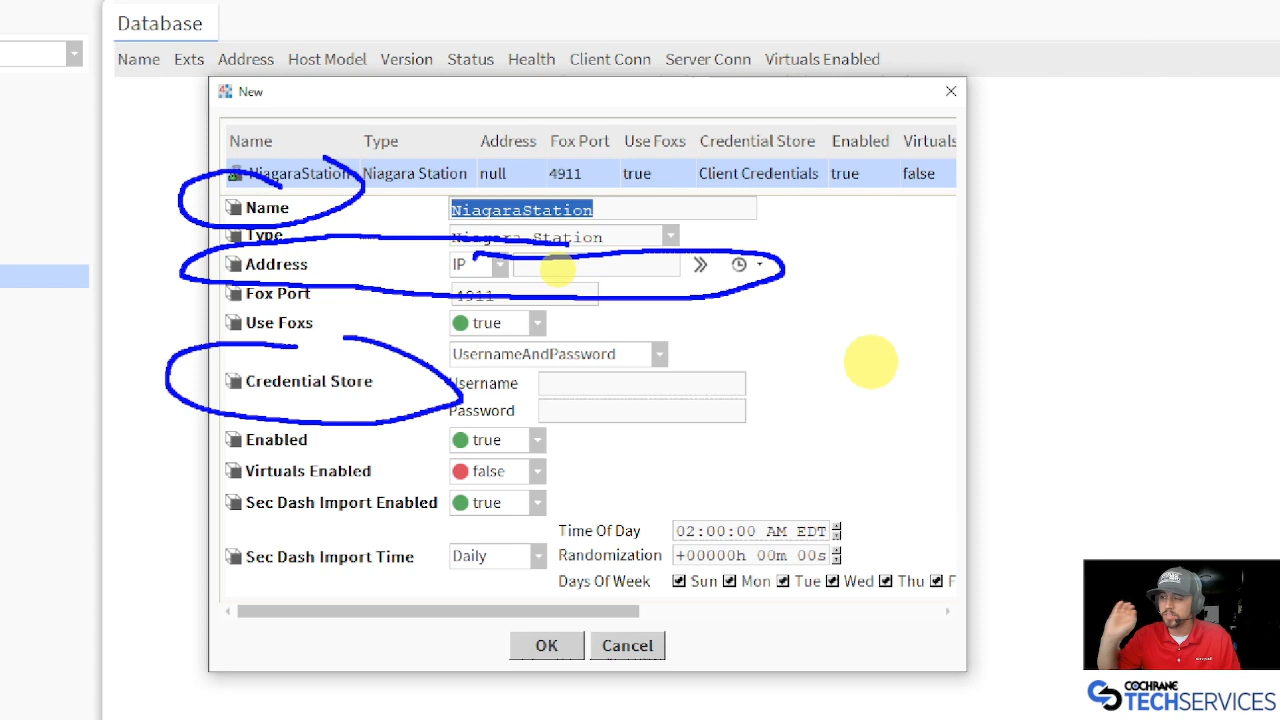 Database
Name Exts Address Host Model Version Status Health Client Conn Server Conn Virtuals Enabled
New
Name Type Address Fox Port Use Foxs Credential Store Enabled Virtuals
NiagaraStation Niagara Station null 4911 true Client Credentials true false
Name NiagaraStation
Type Niagara Station
Address IP
Fox Port 4911
Use Foxs true
UsernameAndPassword
Credential Store Username
Password
Enabled true
Virtuals Enabled false
Sec Dash Import Enabled true
Time Of Day 02:00:00 AM EDT
Sec Dash Import Time Daily Randomization +00000h 00m 00s
Days Of Week Sun Mon Tue Wed Thu F
OK Cancel
COCHRANE
TECHSERVICES